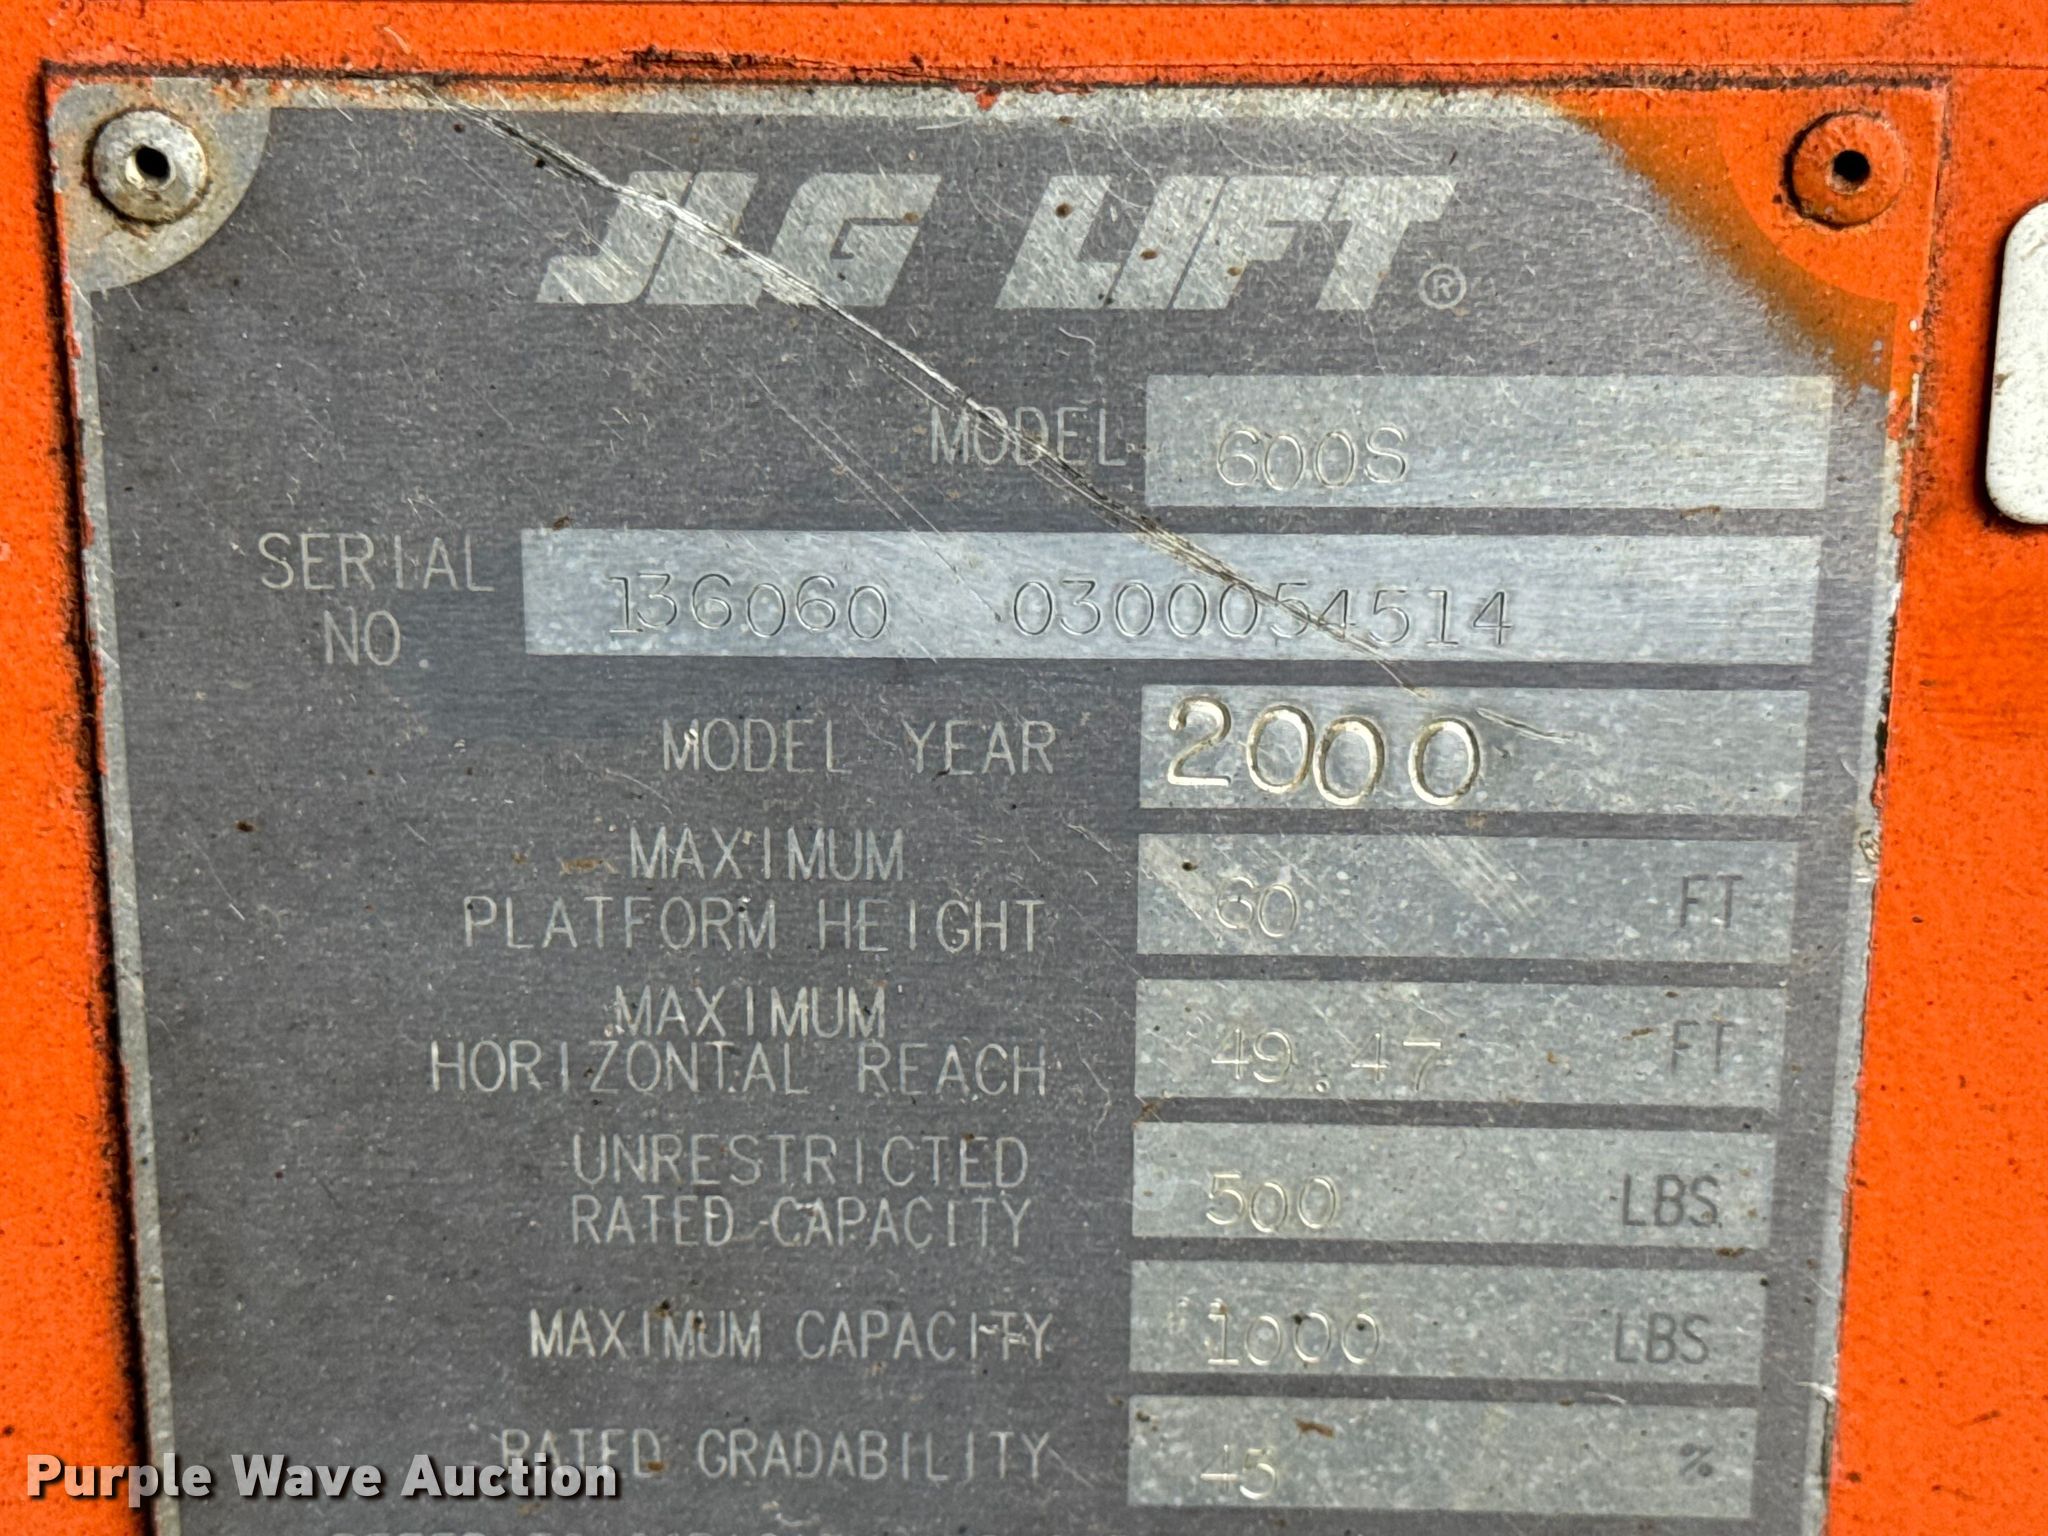 JLG LIFT®
MODEL 600S
SERIAL NO. 136060 0300054514
MODEL YEAR 2000
MAXIMUM
PLATFORM HEIGHT 60 FT
MAXIMUM
HORIZONTAL REACH 49.47 FT
UNRESTRICTED
RATED CAPACITY 500 LBS
MAXIMUM CAPACITY 1000 LBS
RATED GRADABILITY 45 %
Purple Wave Auction